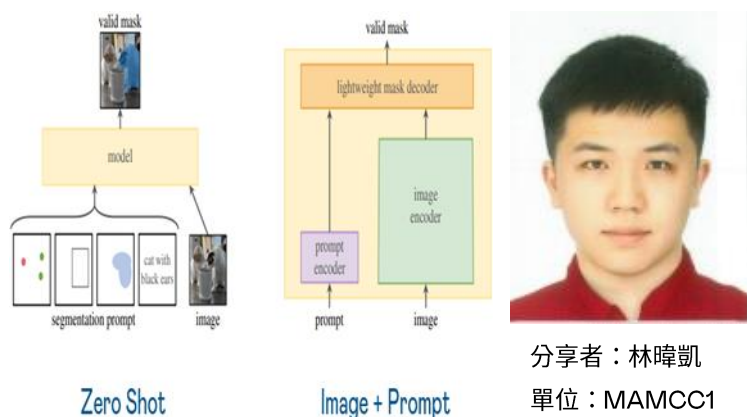 valid mask
model
cat with
black ears
segmentation prompt
image
Zero Shot
valid mask
lightweight mask decoder
image
encoder
prompt
encoder
prompt
image
Image + Prompt
分享者：林暐凱
單位：MAMCC1